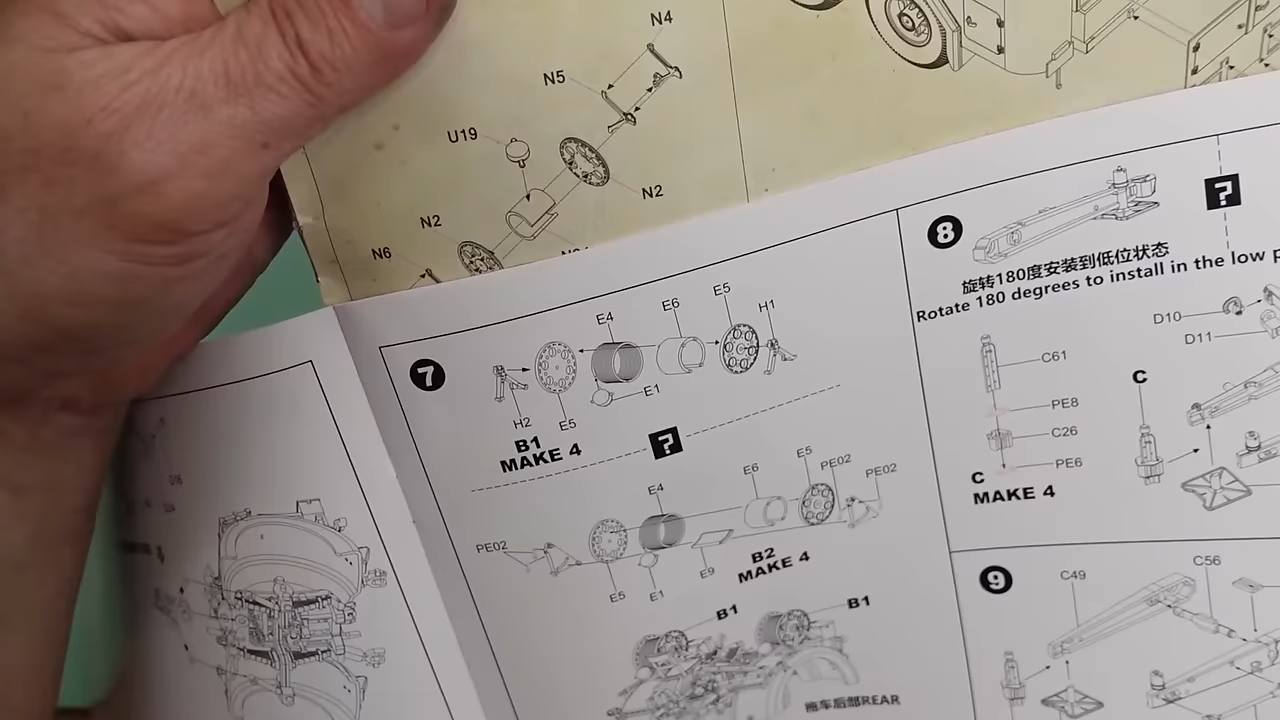 N4
N5
U19
N2
N2
N6
7
E4
E6
E5
H1
E1
H2
E5
B1
MAKE 4
?
E4
E6
E5
PE02
PE02
PE02
E5
E1
E9
B2
MAKE 4
B1
B1
拖车后部REAR
8
?
旋转180度安装到低位状态
Rotate 180 degrees to install in the low
D10
D11
C61
PE8
C26
PE6
C
MAKE 4
C
9
C49
C56